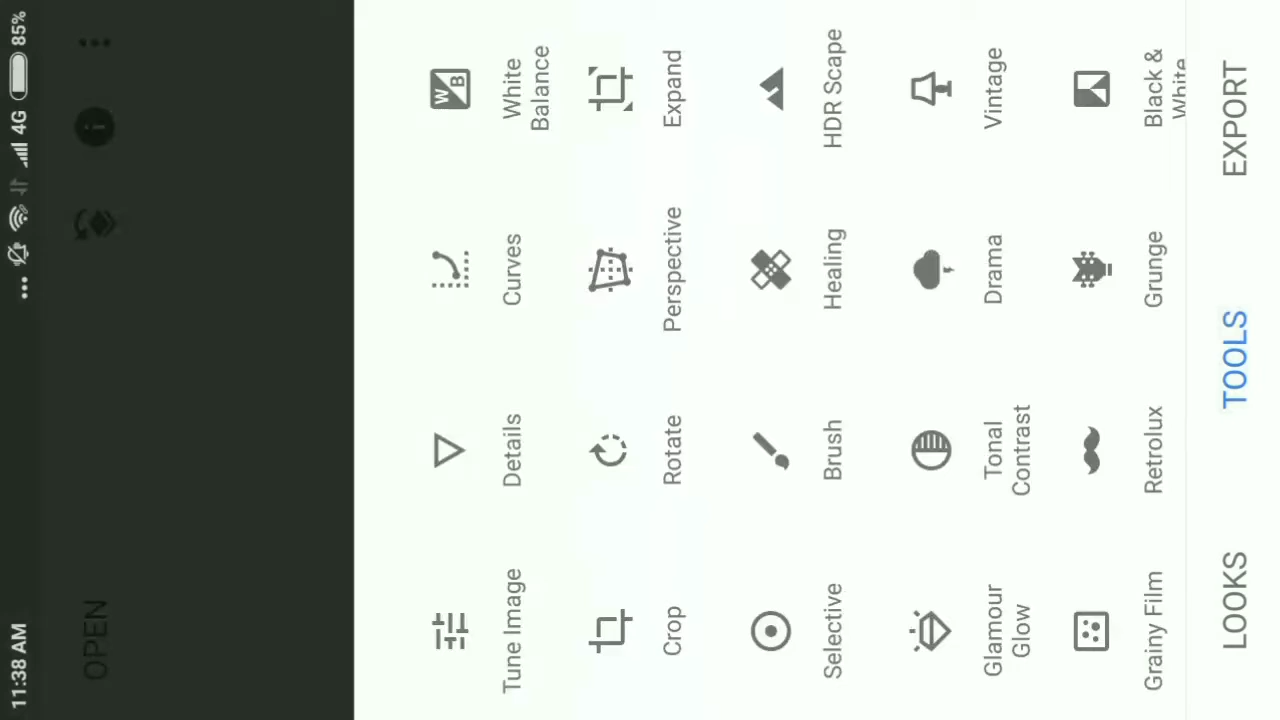 11:38 AM
4G
85%
OPEN
Tune Image
Details
Curves
White
Balance
Crop
Rotate
Perspective
Expand
Selective
Brush
Healing
HDR Scape
Glamour
Glow
Tonal
Contrast
Drama
Vintage
Grainy Film
Retrolux
Grunge
Black &
White
LOOKS
TOOLS
EXPORT